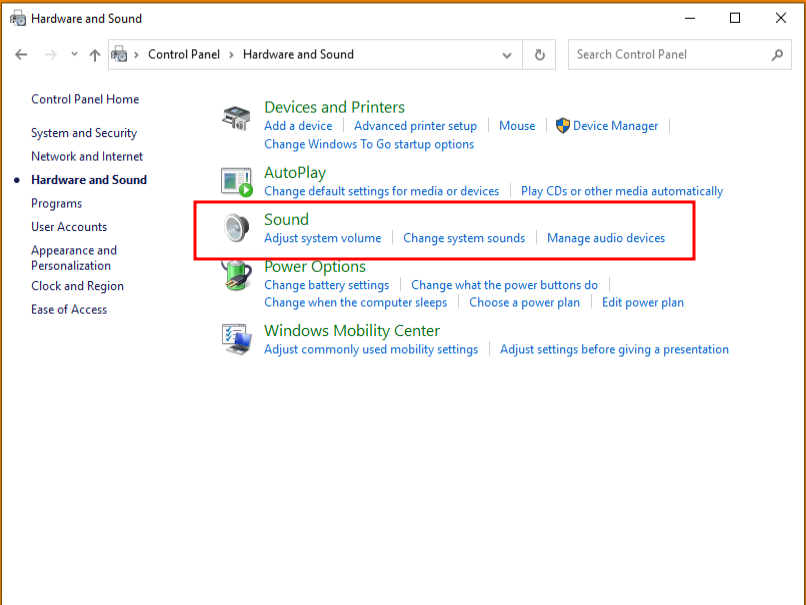 Hardware and Sound
Control Panel › Hardware and Sound
Search Control Panel
Control Panel Home
System and Security
Network and Internet
Hardware and Sound
Programs
User Accounts
Appearance and
Personalization
Clock and Region
Ease of Access
Devices and Printers
Add a device | Advanced printer setup | Mouse | Device Manager |
Change Windows To Go startup options
AutoPlay
Change default settings for media or devices | Play CDs or other media automatically
Sound
Adjust system volume | Change system sounds | Manage audio devices
Power Options
Change battery settings | Change what the power buttons do |
Change when the computer sleeps | Choose a power plan | Edit power plan
Windows Mobility Center
Adjust commonly used mobility settings | Adjust settings before giving a presentation